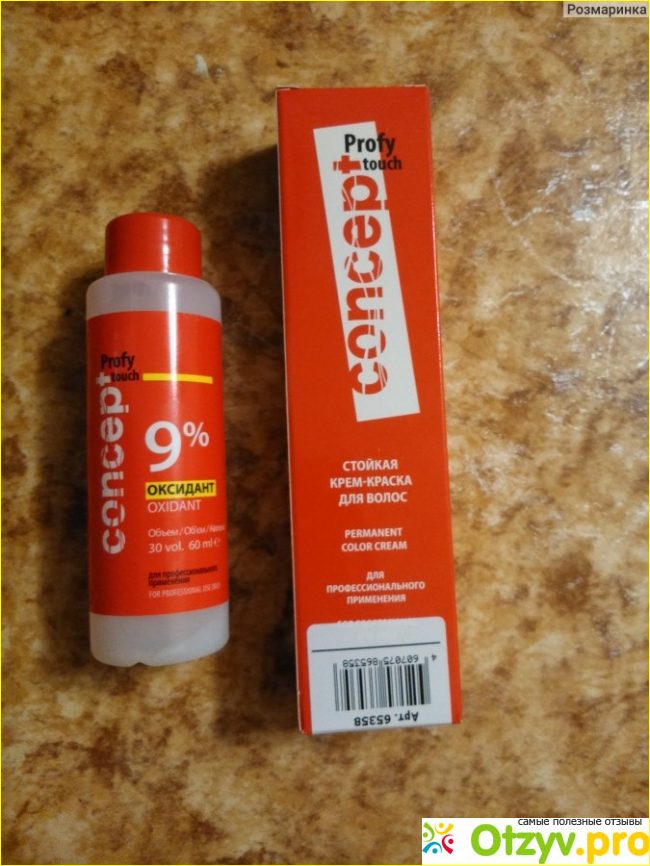 Розмаринка
Profy
touch
concept
9%
ОКСИДАНТ
OXIDANT
30 vol. 60 ml e
для профессионального
применения
FOR PROFESSIONAL USE ONLY
Profy
touch
concept
СТОЙКАЯ
КРЕМ-КРАСКА
ДЛЯ ВОЛОС
PERMANENT
COLOR CREAM
ДЛЯ
ПРОФЕССИОНАЛЬНОГО
ПРИМЕНЕНИЯ
4 607075 865358
Арт. 65358
самые полезные отзывы
Otzyv.pro